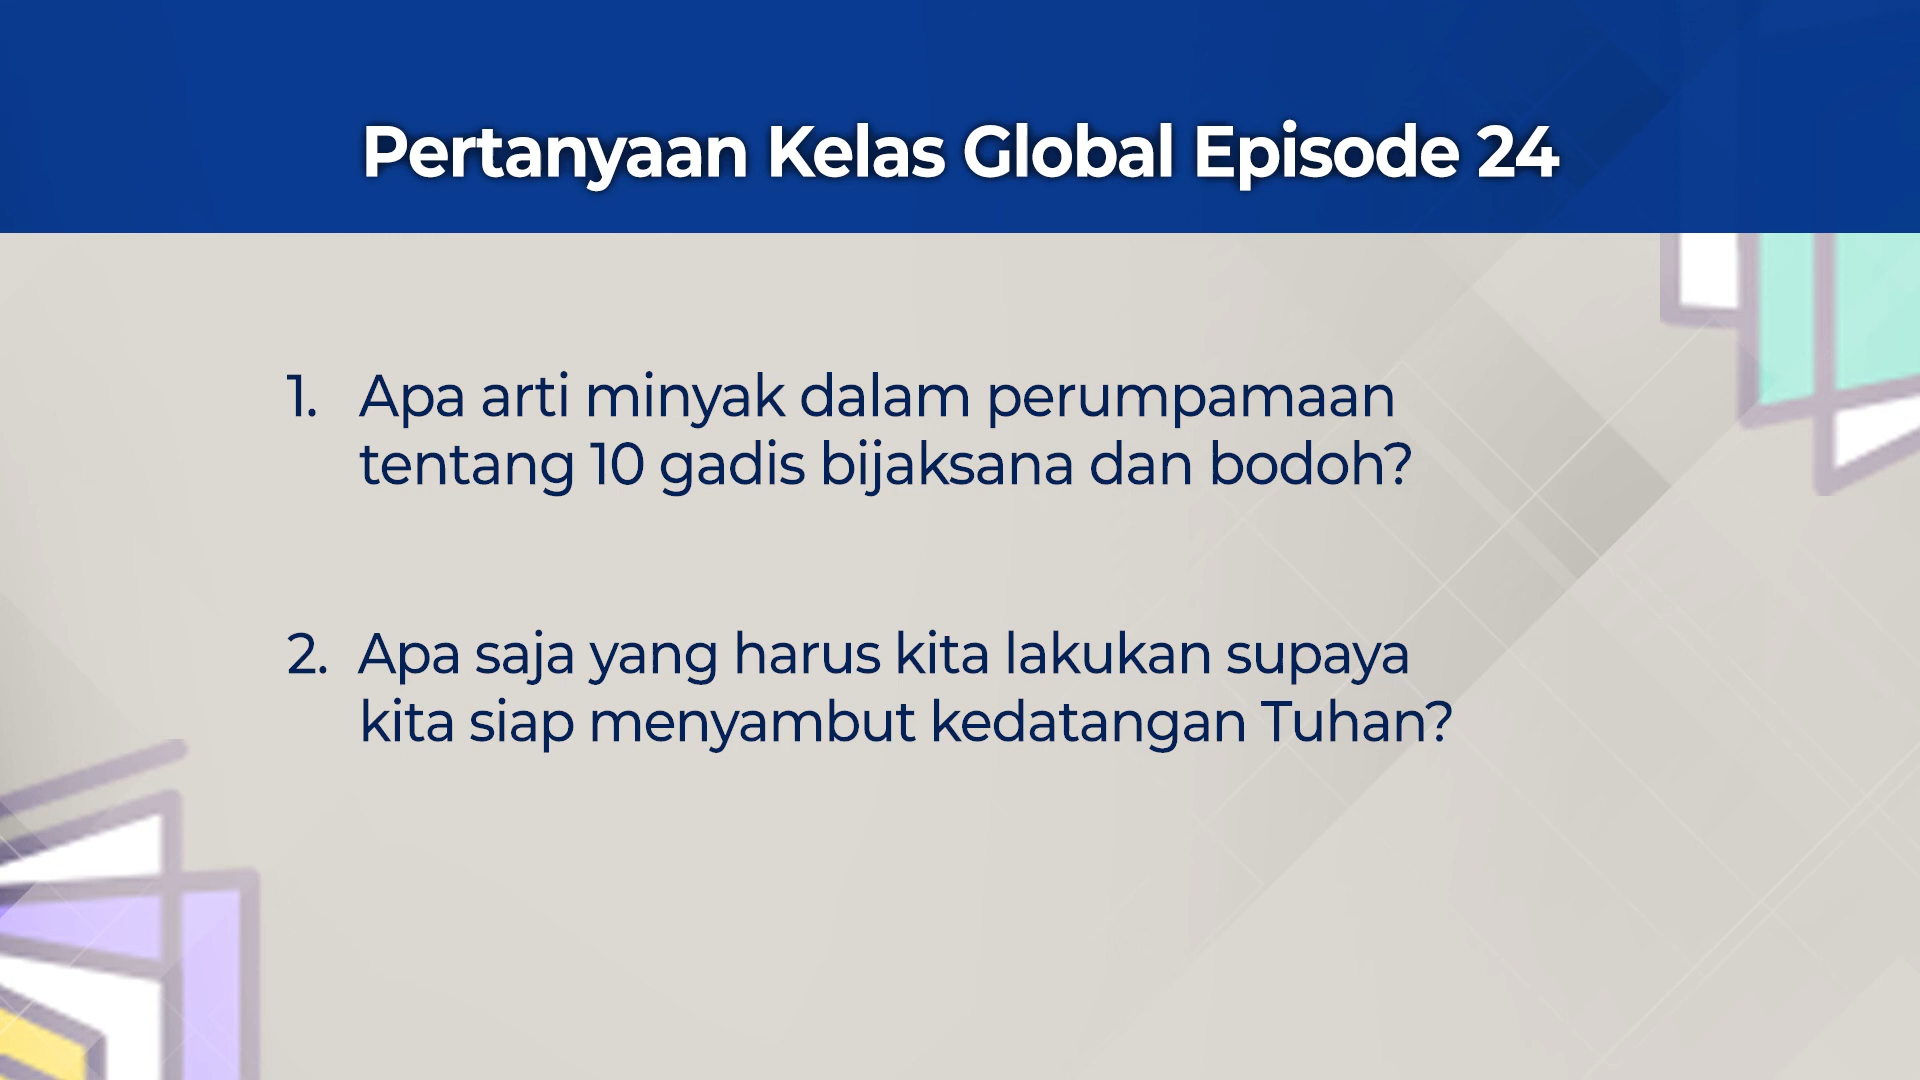 Pertanyaan Kelas Global Episode 24
1. Apa arti minyak dalam perumpamaan
tentang 10 gadis bijaksana dan bodoh?
2. Apa saja yang harus kita lakukan supaya
kita siap menyambut kedatangan Tuhan?